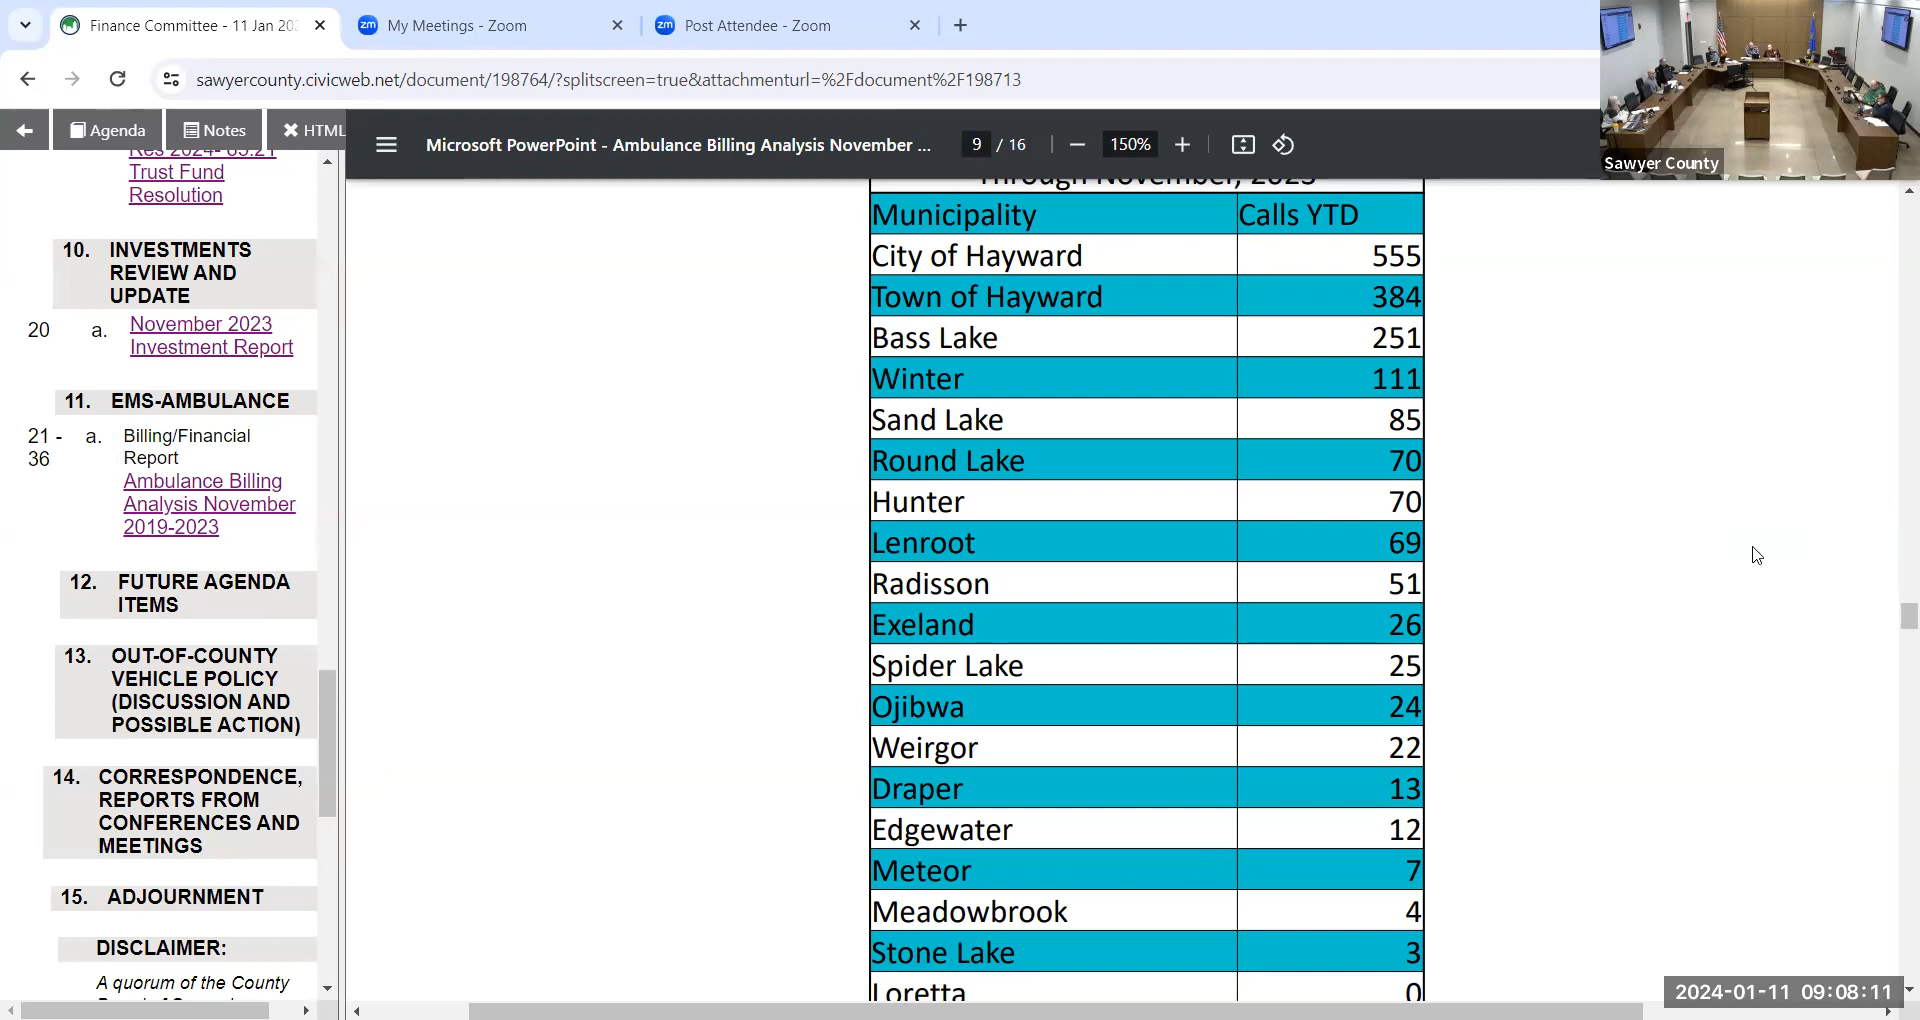 Finance Committee - 11 Jan 202
My Meetings - Zoom
Post Attendee - Zoom
sawyercounty.civicweb.net/document/198764/?splitscreen=true&attachmenturl=%2Fdocument%2F198713
Agenda
Notes
HTML
Microsoft PowerPoint - Ambulance Billing Analysis November ...
9 / 16
150%
Sawyer County
Res 2024-
Trust Fund
Resolution
10. INVESTMENTS
REVIEW AND
UPDATE
20 a. November 2023
Investment Report
11. EMS-AMBULANCE
21 - a. Billing/Financial
36 Report
Ambulance Billing
Analysis November
2019-2023
12. FUTURE AGENDA
ITEMS
13. OUT-OF-COUNTY
VEHICLE POLICY
(DISCUSSION AND
POSSIBLE ACTION)
14. CORRESPONDENCE,
REPORTS FROM
CONFERENCES AND
MEETINGS
15. ADJOURNMENT
DISCLAIMER:
A quorum of the County
Through November, 2023
Municipality Calls YTD
City of Hayward 555
Town of Hayward 384
Bass Lake 251
Winter 111
Sand Lake 85
Round Lake 70
Hunter 70
Lenroot 69
Radisson 51
Exeland 26
Spider Lake 25
Ojibwa 24
Weirgor 22
Draper 13
Edgewater 12
Meteor 7
Meadowbrook 4
Stone Lake 3
Loretta 0
2024-01-11 09:08:11